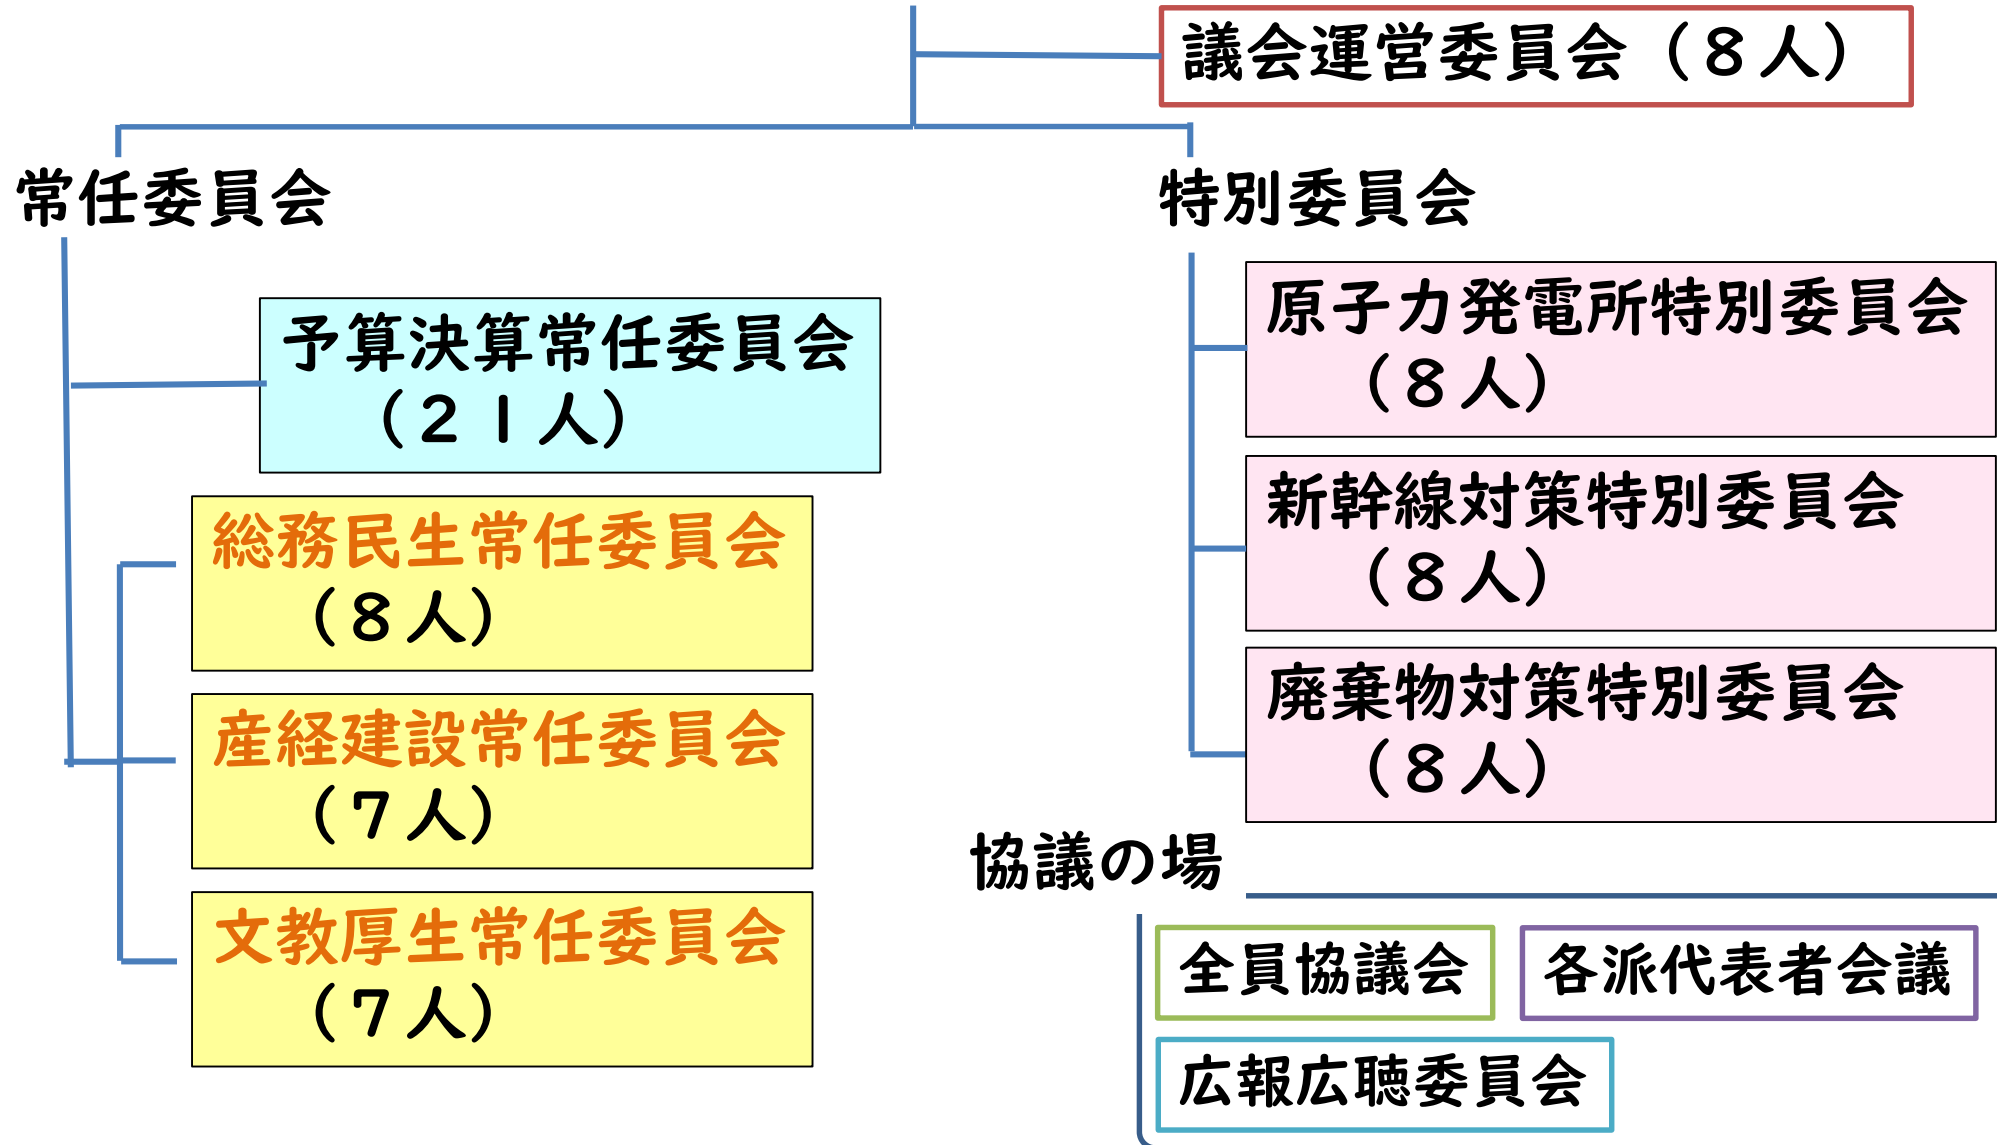 議会運営委員会（８人）
常任委員会
予算決算常任委員会
（２１人）
総務民生常任委員会
（８人）
産経建設常任委員会
（７人）
文教厚生常任委員会
（７人）
特別委員会
原子力発電所特別委員会
（８人）
新幹線対策特別委員会
（８人）
廃棄物対策特別委員会
（８人）
協議の場
全員協議会
各派代表者会議
広報広聴委員会